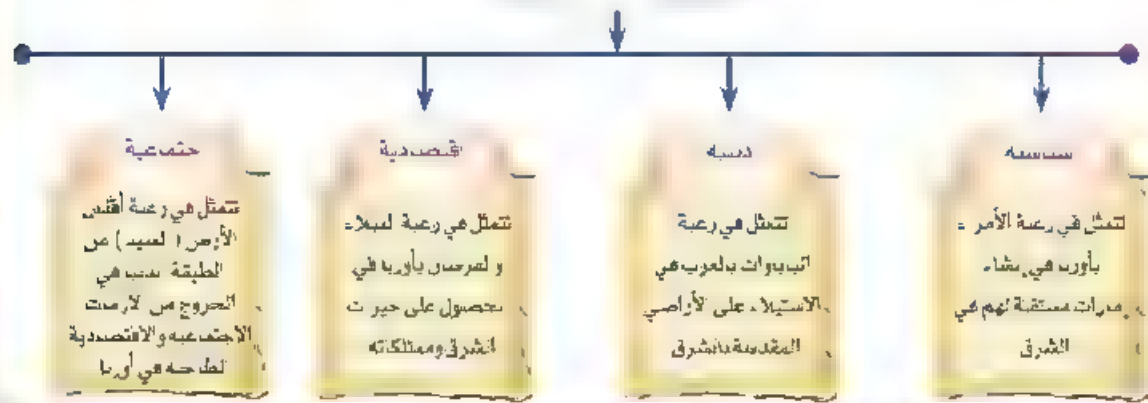 سياسية
تتمثل في رغبة الأمراء
بأوربا في إنشاء
إمارات مستقلة لهم في
الشرق
دينية
تتمثل في رغبة
البابوات بالغرب في
الاستيلاء على الأراضي
المقدسة بالشرق
اقتصادية
تتمثل في رغبة النبلاء
والفرسان بأوربا في
الحصول على خيرات
الشرق وممتلكاته
اجتماعية
تتمثل في رغبة أقنان
الأرض (العبيد) من
الطبقة في
الخروج من الأزمات
الاجتماعية والاقتصادية
الطاحنة في أوربا